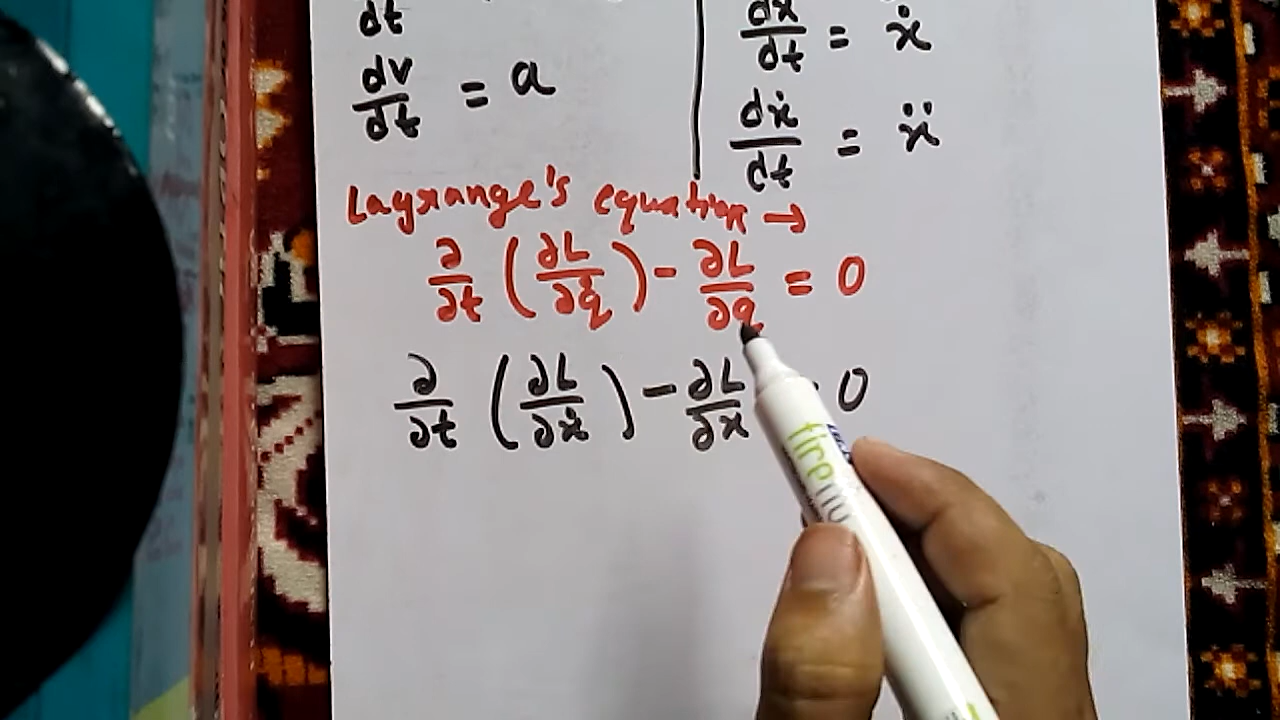 dt
dv/dt = a
dx/dt = ẋ
dẋ/dt = ẍ
Lagrange's equation →
∂/∂t (∂L/∂q̇) - ∂L/∂q = 0
∂/∂t (∂L/∂ẋ) - ∂L/∂x = 0